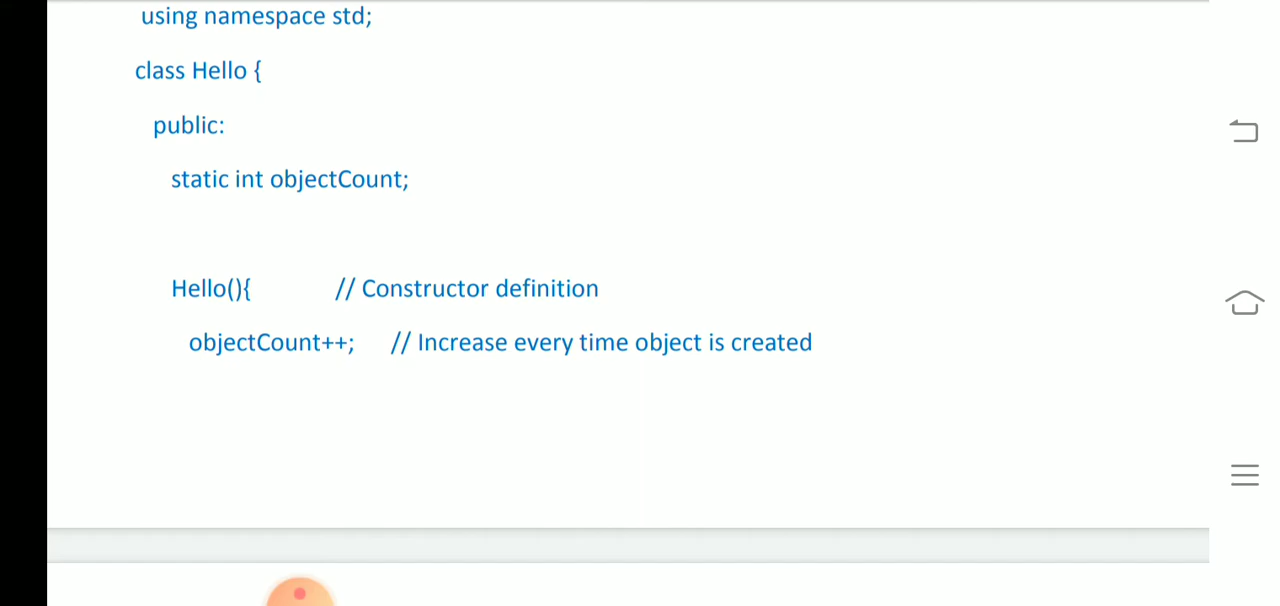 using namespace std;
class Hello {
public:
static int objectCount;
Hello(){ // Constructor definition
objectCount++; // Increase every time object is created